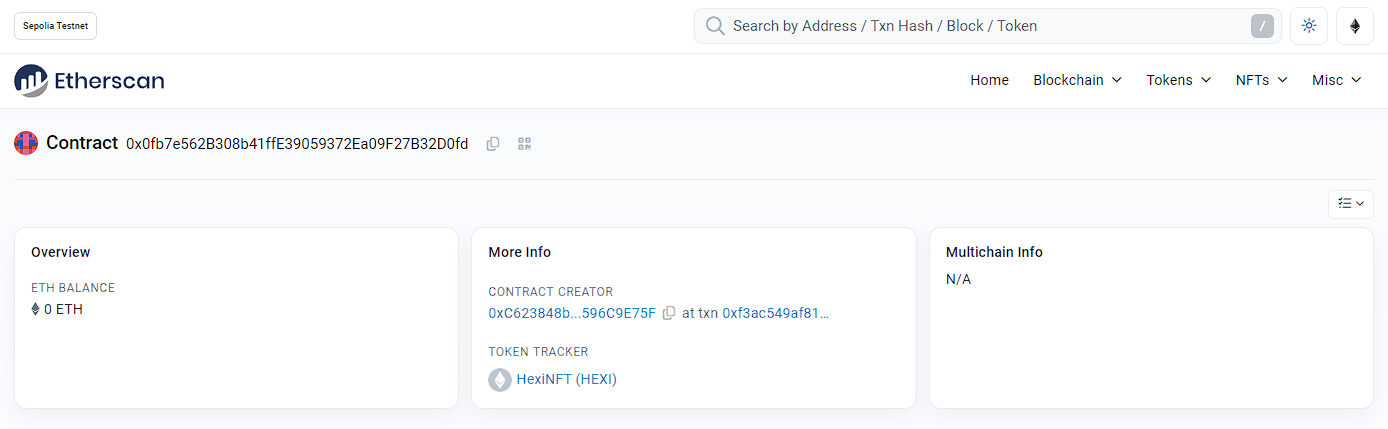 Sepolia Testnet
Search by Address / Txn Hash / Block / Token
/
Etherscan
Home Blockchain Tokens NFTs Misc
Contract 0x0fb7e562B308b41ffE39059372Ea09F27B32D0fd
Overview
ETH BALANCE
0 ETH
More Info
CONTRACT CREATOR
0xC623848b...596C9E75F at txn 0xf3ac549af81...
TOKEN TRACKER
HexiNFT (HEXI)
Multichain Info
N/A